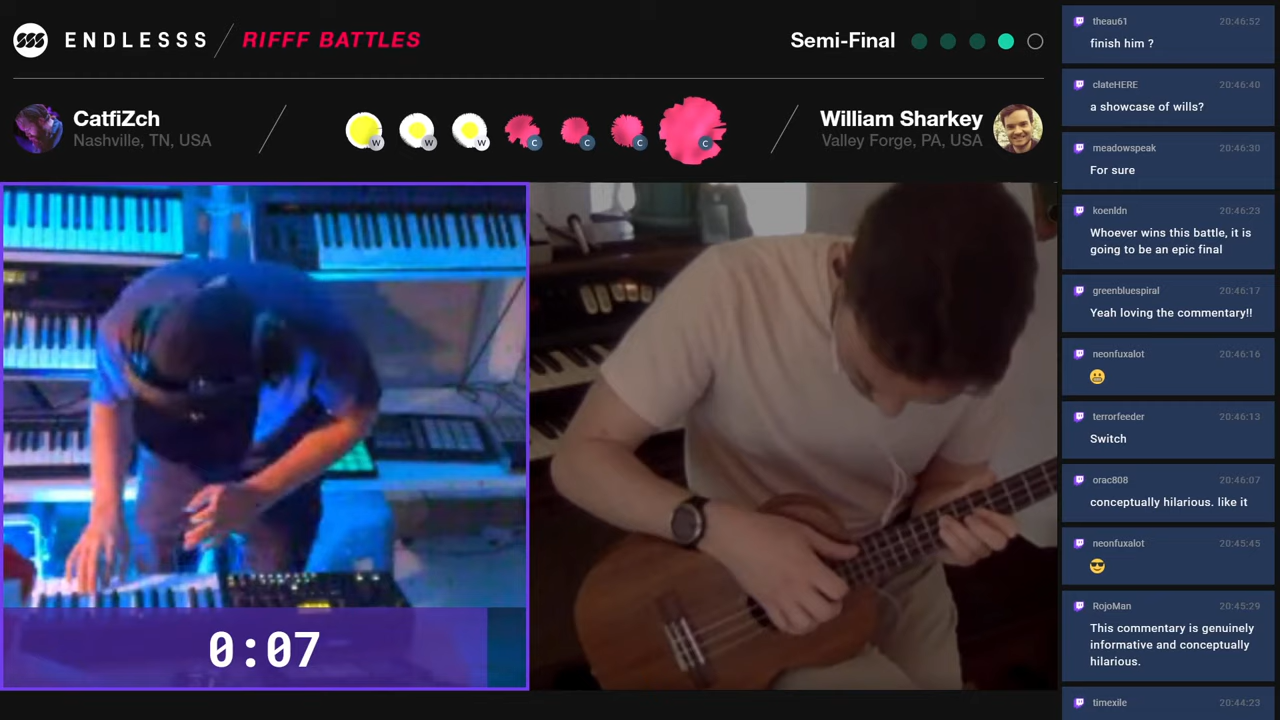 ENDLESSS
RIFFF BATTLES
Semi-Final
CatfiZch
Nashville, TN, USA
W
W
W
C
C
C
C
William Sharkey
Valley Forge, PA, USA
0:07
theau61 20:46:52
finish him ?
clateHERE 20:46:40
a showcase of wills?
meadowspeak 20:46:30
For sure
koenldn 20:46:23
Whoever wins this battle, it is
going to be an epic final
greenbluespiral 20:46:17
Yeah loving the commentary!!
neonfuxalot 20:46:16
😬
terrorfeeder 20:46:13
Switch
orac808 20:46:07
conceptually hilarious. like it
neonfuxalot 20:45:45
😎
RojoMan 20:45:29
This commentary is genuinely
informative and conceptually
hilarious.
timexile 20:44:23